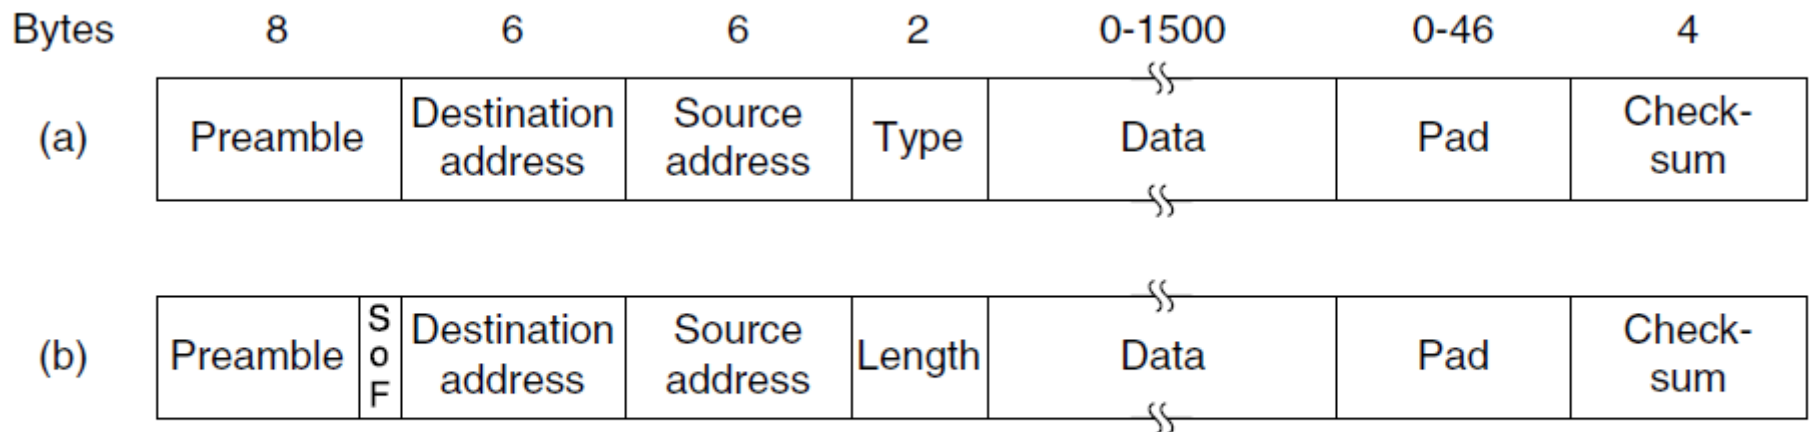 Bytes 8 6 6 2 0-1500 0-46 4
(a) Preamble Destination address Source address Type Data Pad Check-sum
(b) Preamble SoF Destination address Source address Length Data Pad Check-sum